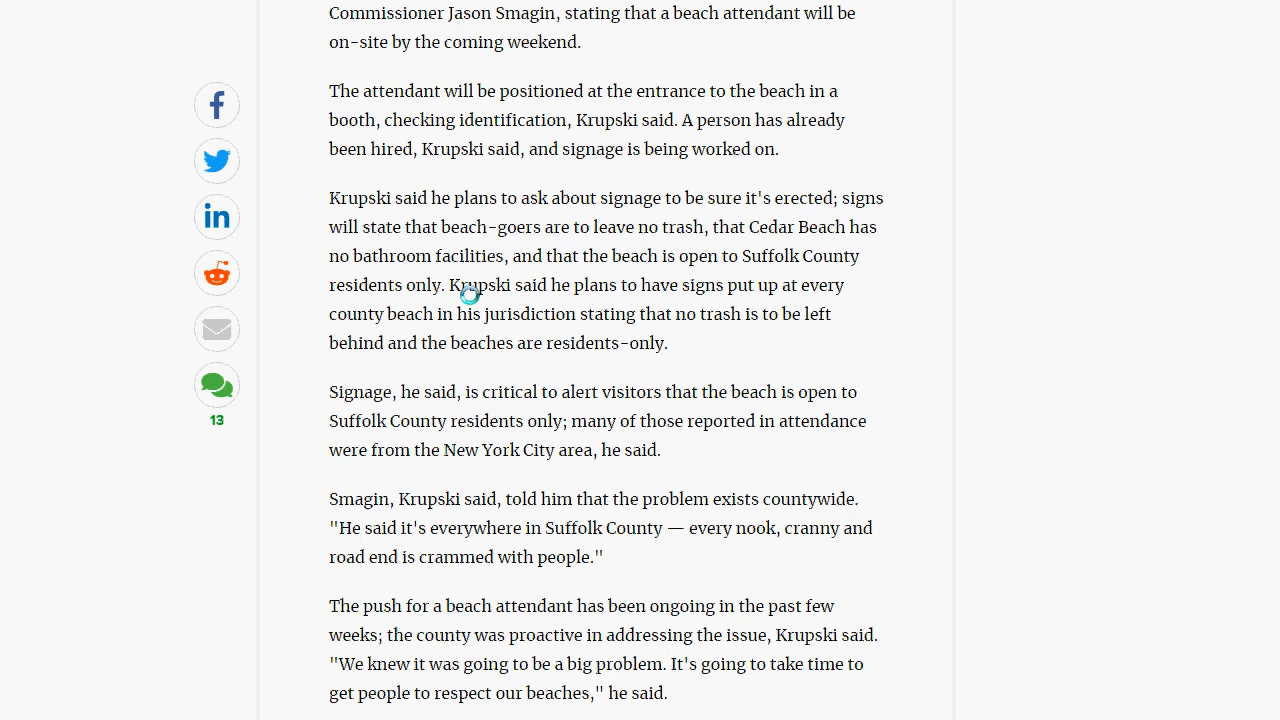 Commissioner Jason Smagin, stating that a beach attendant will be
on-site by the coming weekend.
The attendant will be positioned at the entrance to the beach in a
booth, checking identification, Krupski said. A person has already
been hired, Krupski said, and signage is being worked on.
Krupski said he plans to ask about signage to be sure it's erected; signs
will state that beach-goers are to leave no trash, that Cedar Beach has
no bathroom facilities, and that the beach is open to Suffolk County
residents only. Krupski said he plans to have signs put up at every
county beach in his jurisdiction stating that no trash is to be left
behind and the beaches are residents-only.
Signage, he said, is critical to alert visitors that the beach is open to
Suffolk County residents only; many of those reported in attendance
were from the New York City area, he said.
Smagin, Krupski said, told him that the problem exists countywide.
"He said it's everywhere in Suffolk County — every nook, cranny and
road end is crammed with people."
The push for a beach attendant has been ongoing in the past few
weeks; the county was proactive in addressing the issue, Krupski said.
"We knew it was going to be a big problem. It's going to take time to
get people to respect our beaches," he said.
13